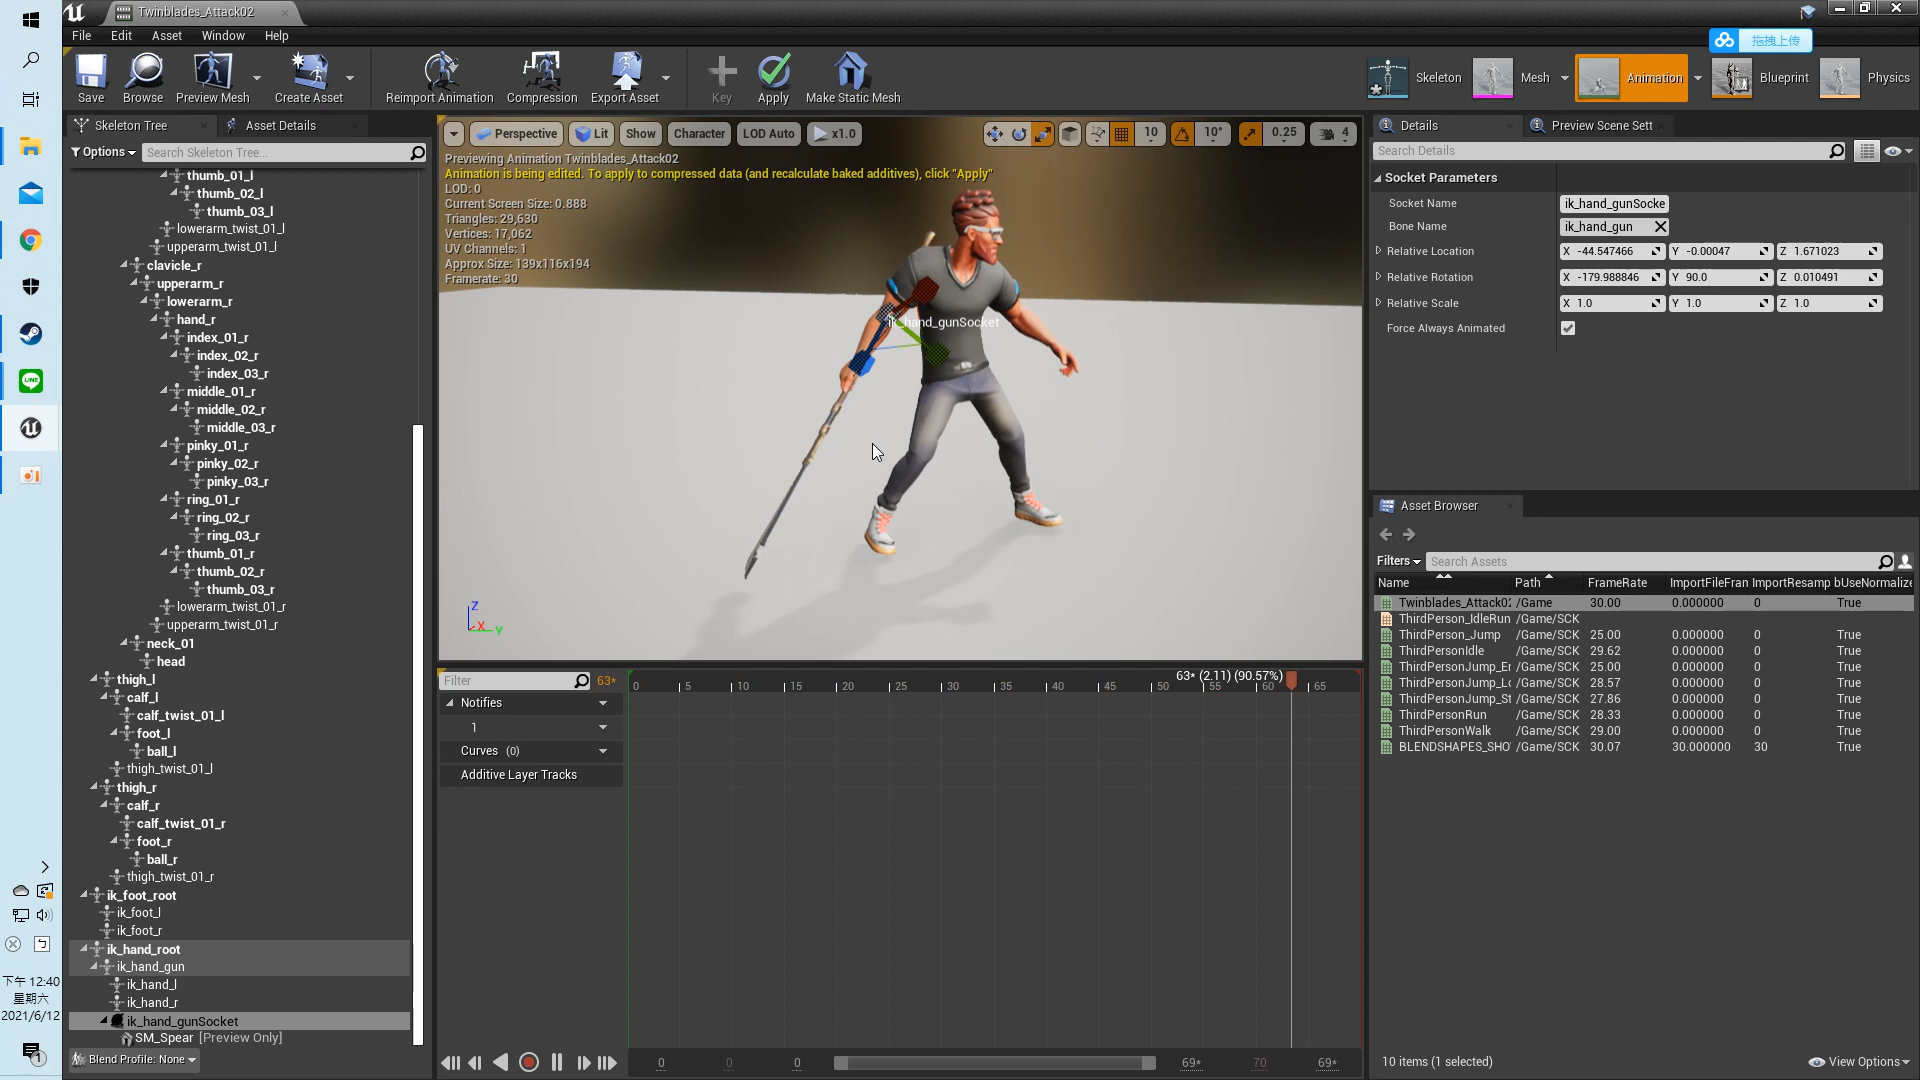 Twinblades_Attack02
File Edit Asset Window Help
拖拽上传
Save Browse Preview Mesh Create Asset Reimport Animation Compression Export Asset Key Apply Make Static Mesh
Skeleton Mesh Animation Blueprint Physics
Skeleton Tree Asset Details
Options Search Skeleton Tree...
thumb_01_l
thumb_02_l
thumb_03_l
lowerarm_twist_01_l
upperarm_twist_01_l
clavicle_r
upperarm_r
lowerarm_r
hand_r
index_01_r
index_02_r
index_03_r
middle_01_r
middle_02_r
middle_03_r
pinky_01_r
pinky_02_r
pinky_03_r
ring_01_r
ring_02_r
ring_03_r
thumb_01_r
thumb_02_r
thumb_03_r
lowerarm_twist_01_r
upperarm_twist_01_r
neck_01
head
thigh_l
calf_l
calf_twist_01_l
foot_l
ball_l
thigh_twist_01_l
thigh_r
calf_r
calf_twist_01_r
foot_r
ball_r
thigh_twist_01_r
ik_foot_root
ik_foot_l
ik_foot_r
ik_hand_root
ik_hand_gun
ik_hand_l
ik_hand_r
ik_hand_gunSocket
SM_Spear [Preview Only]
Blend Profile: None
Perspective Lit Show Character LOD Auto x1.0 10 10° 0.25 4
Previewing Animation Twinblades_Attack02
Animation is being edited. To apply to compressed data (and recalculate baked additives), click "Apply"
LOD: 0
Current Screen Size: 0.888
Triangles: 29,630
Vertices: 17,062
UV Channels: 1
Approx Size: 139x116x194
Framerate: 30
ik_hand_gunSocket
Z
X Y
Filter 63*
63* (2.11) (90.57%)
0 5 10 15 20 25 30 35 40 45 50 55 60 65
Notifies
1
Curves (0)
Additive Layer Tracks
0 0 0 69* 70 69*
Details Preview Scene Sett
Search Details
Socket Parameters
Socket Name ik_hand_gunSocke
Bone Name ik_hand_gun
Relative Location X -44.547466 Y -0.00047 Z 1.671023
Relative Rotation X -179.988846 Y 90.0 Z 0.010491
Relative Scale X 1.0 Y 1.0 Z 1.0
Force Always Animated
Asset Browser
Filters Search Assets
Name Path FrameRate ImportFileFran ImportResamp bUseNormalize
Twinblades_Attack02 /Game 30.00 0.000000 0 True
ThirdPerson_IdleRun /Game/SCK
ThirdPerson_Jump /Game/SCK 25.00 0.000000 0 True
ThirdPersonIdle /Game/SCK 29.62 0.000000 0 True
ThirdPersonJump_Er /Game/SCK 25.00 0.000000 0 True
ThirdPersonJump_Lo /Game/SCK 28.57 0.000000 0 True
ThirdPersonJump_St /Game/SCK 27.86 0.000000 0 True
ThirdPersonRun /Game/SCK 28.33 0.000000 0 True
ThirdPersonWalk /Game/SCK 29.00 0.000000 0 True
BLENDSHAPES_SHO /Game/SCK 30.07 30.000000 30 True
10 items (1 selected) View Options
LINE
下午 12:40
星期六
2021/6/12
1